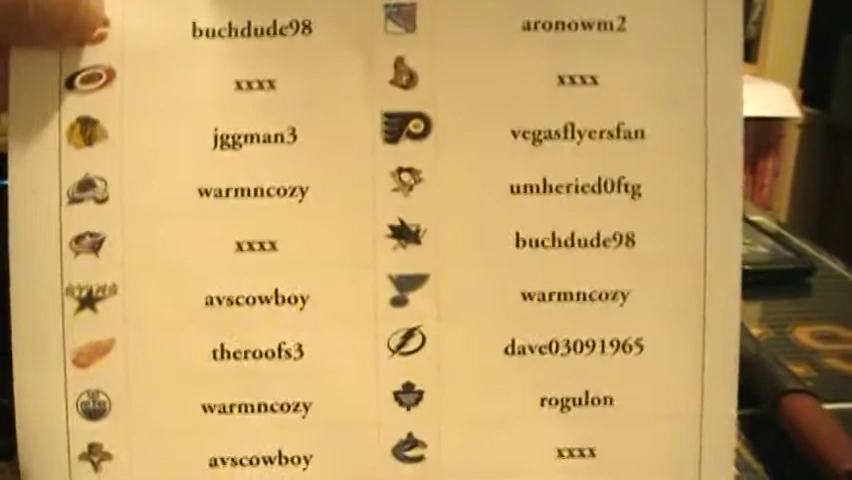 buchdude98 aronowm2
xxxx xxxx
jggman3 vegasflyersfan
warmncozy umheried0ftg
xxxx buchdude98
avscowboy warmncozy
theroofs3 dave03091965
warmncozy rogulon
avscowboy xxxx